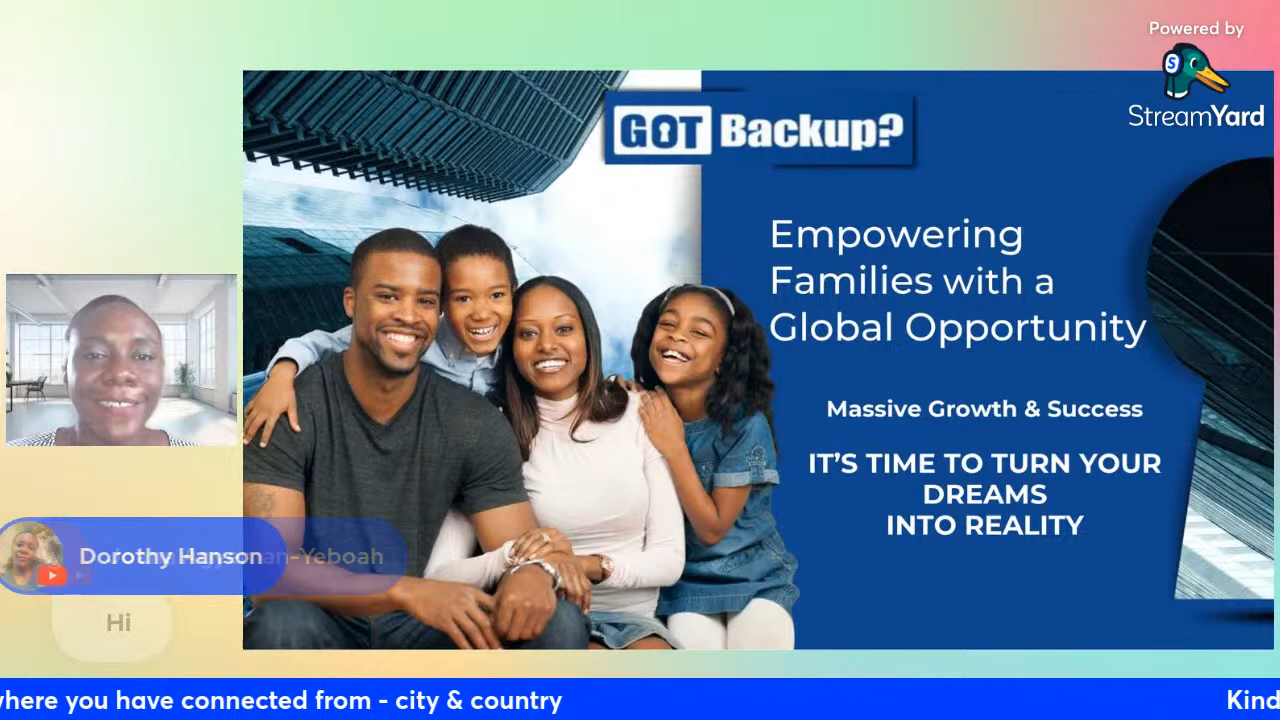 Powered by
StreamYard
GOT Backup?
Empowering
Families with a
Global Opportunity
Massive Growth & Success
IT'S TIME TO TURN YOUR
DREAMS
INTO REALITY
Dorothy Hanson
-Yeboah
Hi
where you have connected from - city & country
Kind